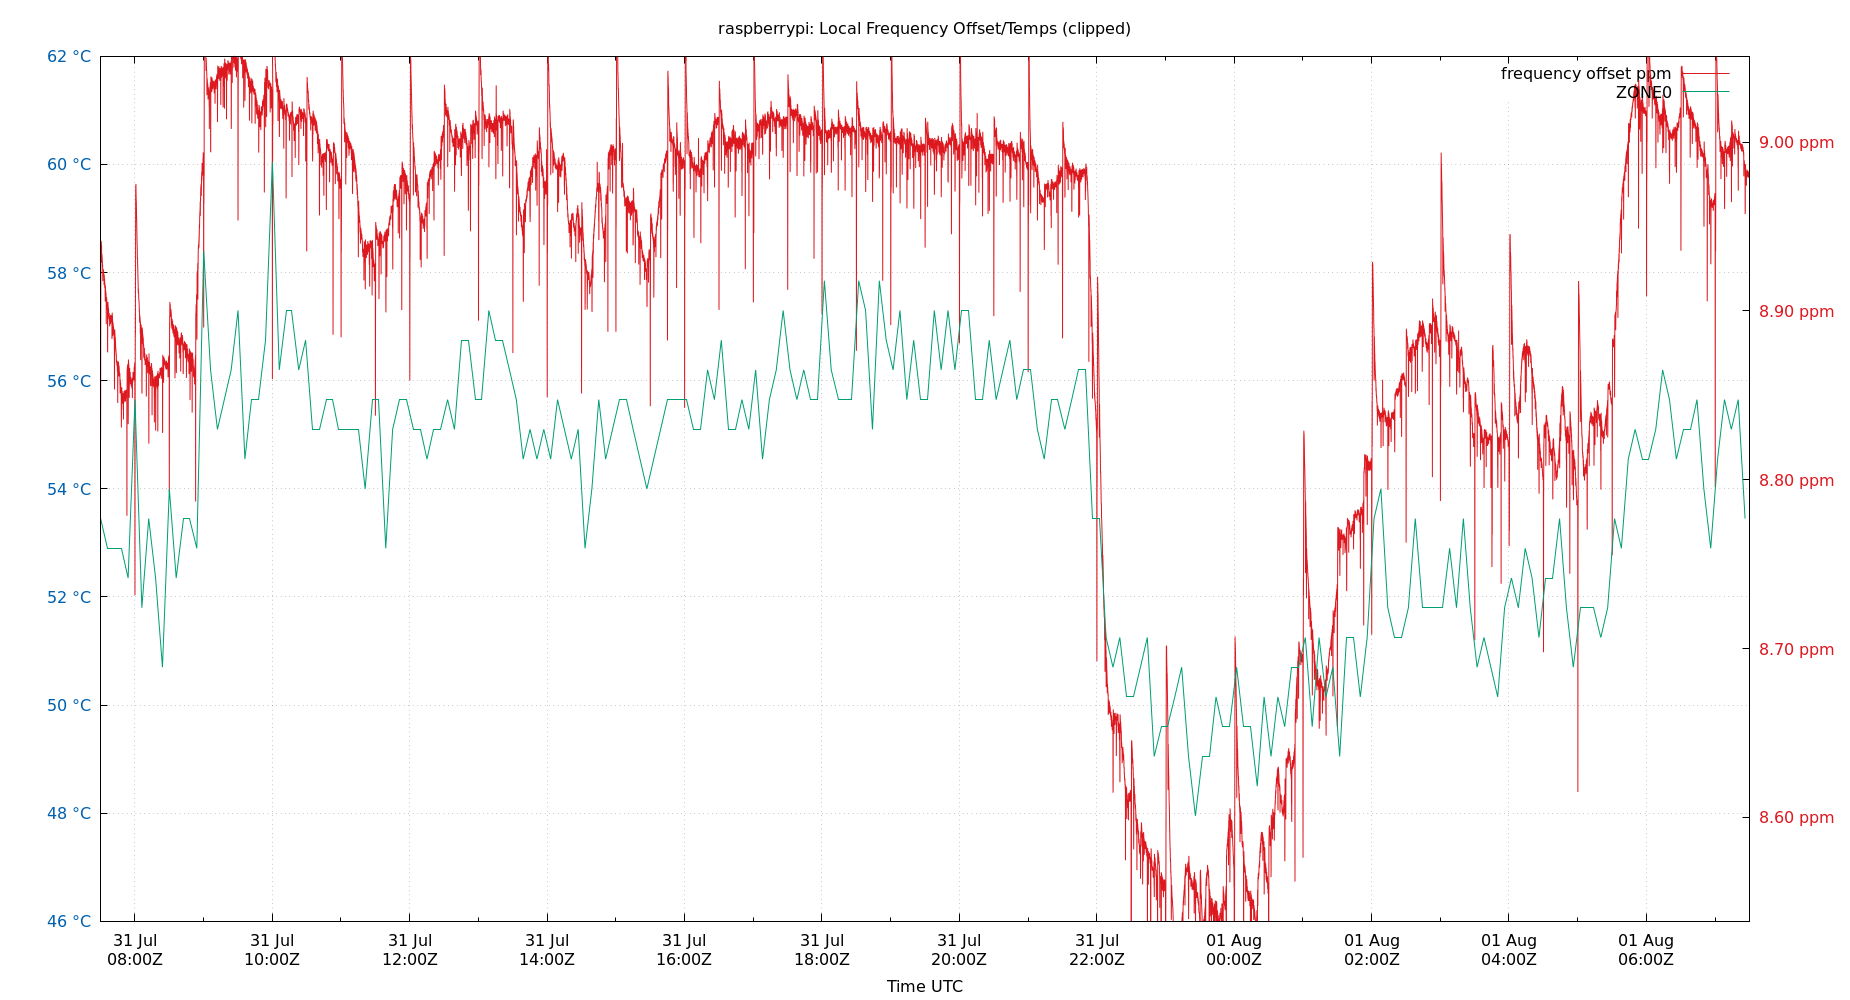 raspberrypi: Local Frequency Offset/Temps (clipped)
62 °C
60 °C
58 °C
56 °C
54 °C
52 °C
50 °C
48 °C
46 °C
frequency offset ppm
ZONE0
9.00 ppm
8.90 ppm
8.80 ppm
8.70 ppm
8.60 ppm
31 Jul 31 Jul 31 Jul 31 Jul 31 Jul 31 Jul 31 Jul 31 Jul 01 Aug 01 Aug 01 Aug 01 Aug
08:00Z 10:00Z 12:00Z 14:00Z 16:00Z 18:00Z 20:00Z 22:00Z 00:00Z 02:00Z 04:00Z 06:00Z
Time UTC